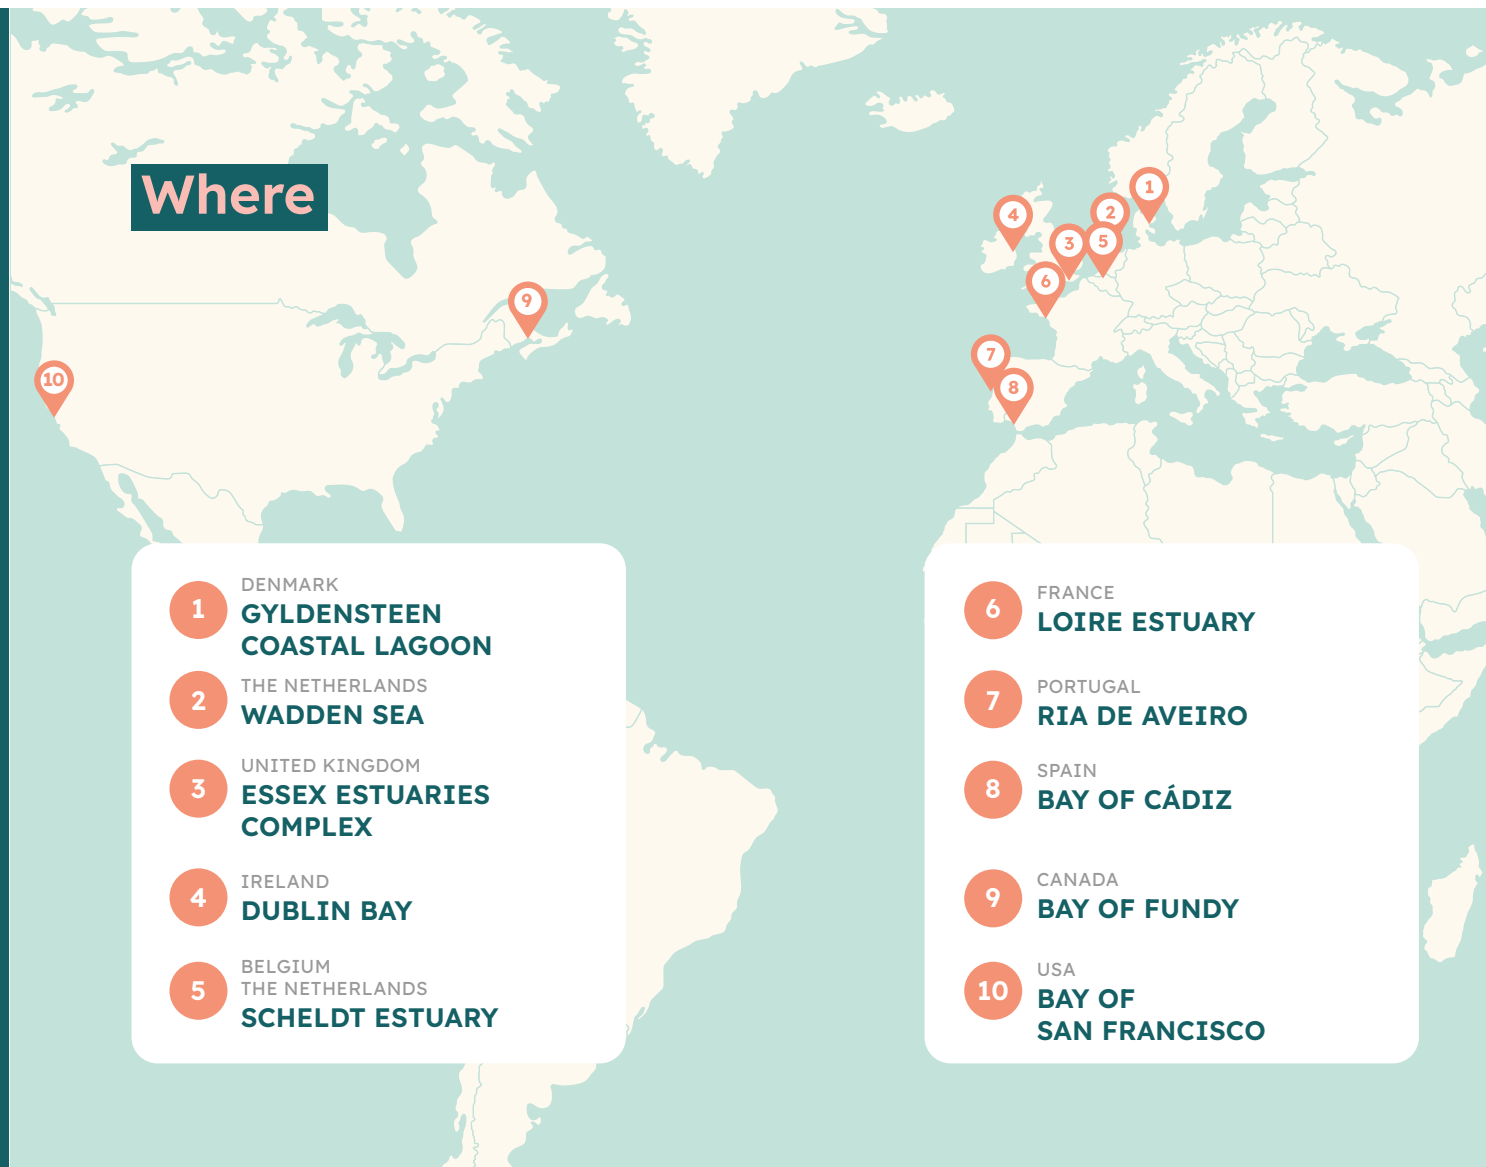 Where
1
2
3
4
5
6
7
8
9
10
1
DENMARK
GYLDENSTEEN
COASTAL LAGOON
2
THE NETHERLANDS
WADDEN SEA
3
UNITED KINGDOM
ESSEX ESTUARIES
COMPLEX
4
IRELAND
DUBLIN BAY
5
BELGIUM
THE NETHERLANDS
SCHELDT ESTUARY
6
FRANCE
LOIRE ESTUARY
7
PORTUGAL
RIA DE AVEIRO
8
SPAIN
BAY OF CÁDIZ
9
CANADA
BAY OF FUNDY
10
USA
BAY OF
SAN FRANCISCO